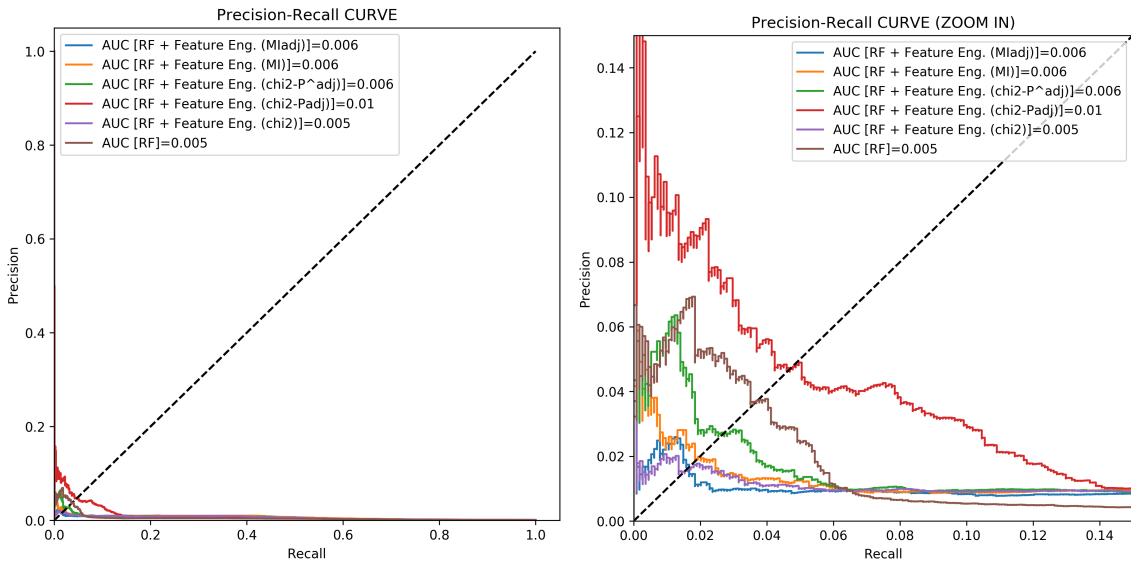 Precision-Recall CURVE
AUC [RF + Feature Eng. (MIadj)]=0.006
AUC [RF + Feature Eng. (MI)]=0.006
AUC [RF + Feature Eng. (chi2-P^adj)]=0.006
AUC [RF + Feature Eng. (chi2-Padj)]=0.01
AUC [RF + Feature Eng. (chi2)]=0.005
AUC [RF]=0.005
1.0
0.8
0.6
0.4
0.2
0.0
Precision
0.0 0.2 0.4 0.6 0.8 1.0
Recall
Precision-Recall CURVE (ZOOM IN)
AUC [RF + Feature Eng. (MIadj)]=0.006
AUC [RF + Feature Eng. (MI)]=0.006
AUC [RF + Feature Eng. (chi2-P^adj)]=0.006
AUC [RF + Feature Eng. (chi2-Padj)]=0.01
AUC [RF + Feature Eng. (chi2)]=0.005
AUC [RF]=0.005
0.14
0.12
0.10
0.08
0.06
0.04
0.02
0.00
Precision
0.00 0.02 0.04 0.06 0.08 0.10 0.12 0.14
Recall